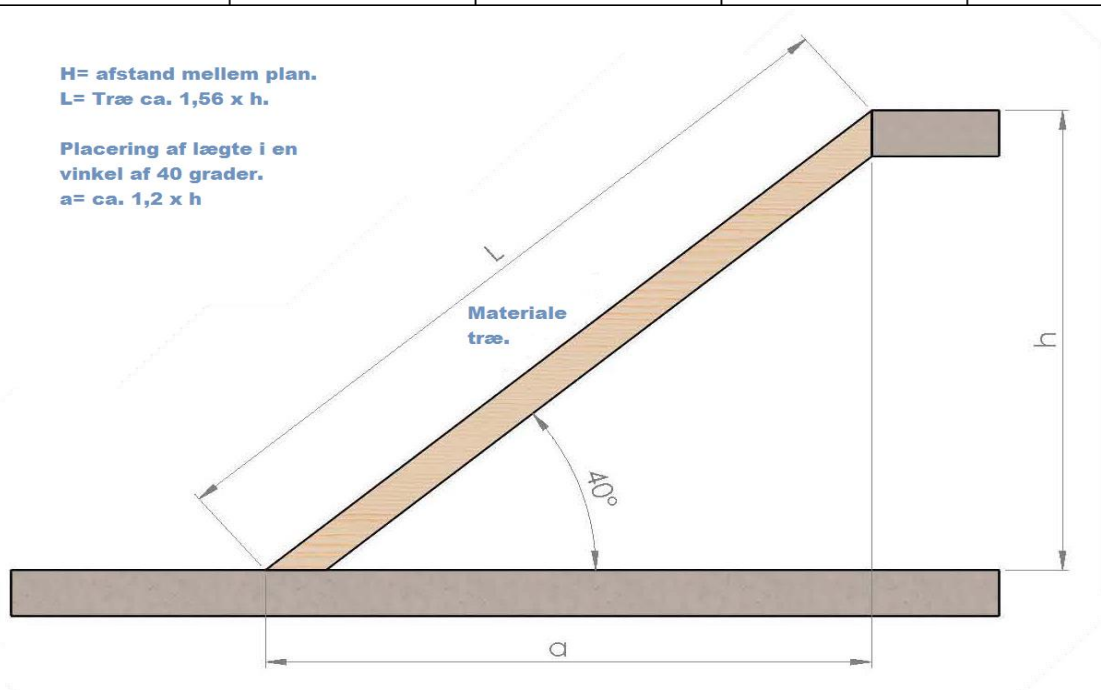 H= afstand mellem plan.
L= Træ ca. 1,56 x h.
Placering af lægte i en
vinkel af 40 grader.
a= ca. 1,2 x h
L
Materiale
træ.
h
40°
a